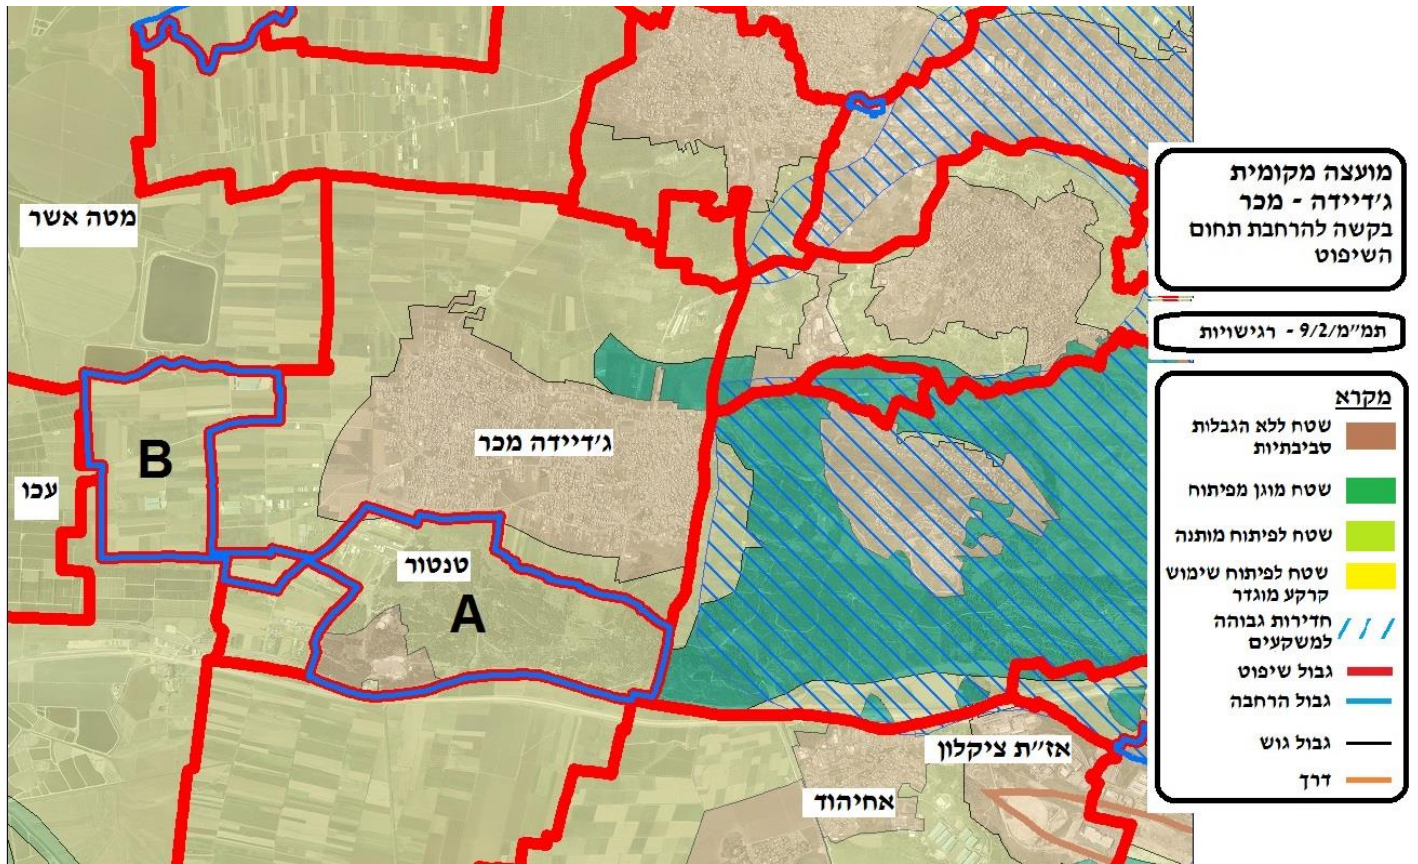 מועצה מקומית
ג'דיידה - מכר
בקשה להרחבת תחום
השיפוט
תמ"מ/9/2 - רגישויות
מקרא
שטח ללא הגבלות
סביבתיות
שטח מוגן מפיתוח
שטח לפיתוח מותנה
שטח לפיתוח שימוש
קרקע מוגדר
חדירות גבוהה
למשקעים
גבול שיפוט
גבול הרחבה
גבול גוש
דרך
מטה אשר
ג'דיידה מכר
B
עכו
טנטור
A
אז"ת ציקלון
אחיהוד